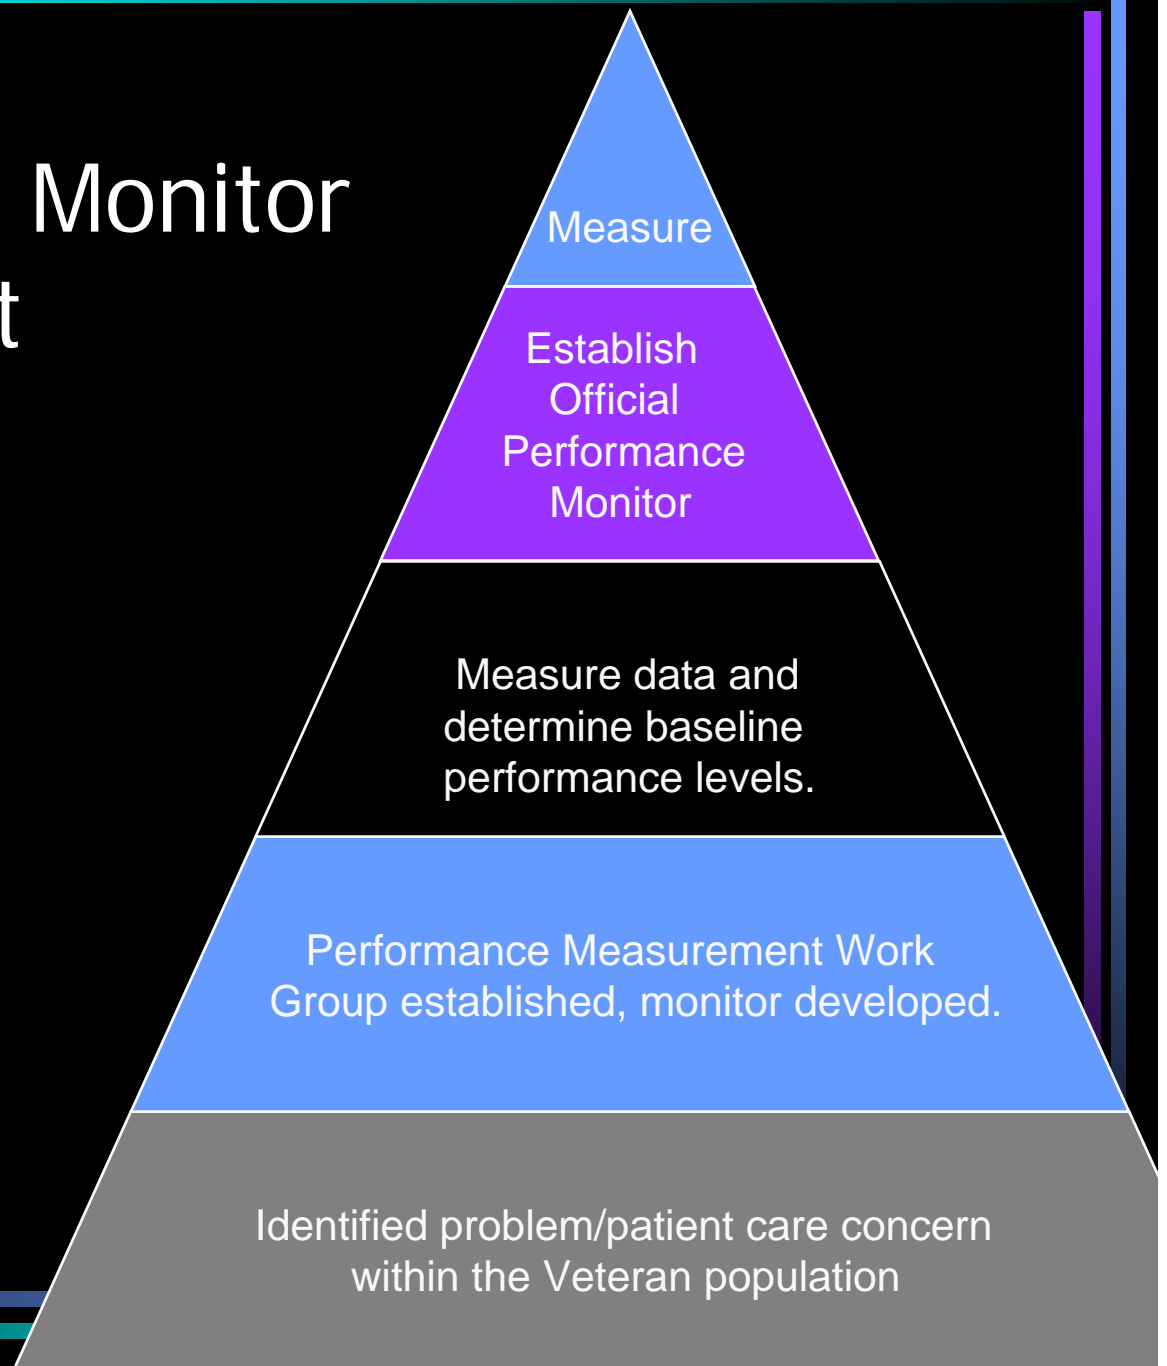 Monitor
t
Measure
Establish
Official
Performance
Monitor
Measure data and
determine baseline
performance levels.
Performance Measurement Work
Group established, monitor developed.
Identified problem/patient care concern
within the Veteran population